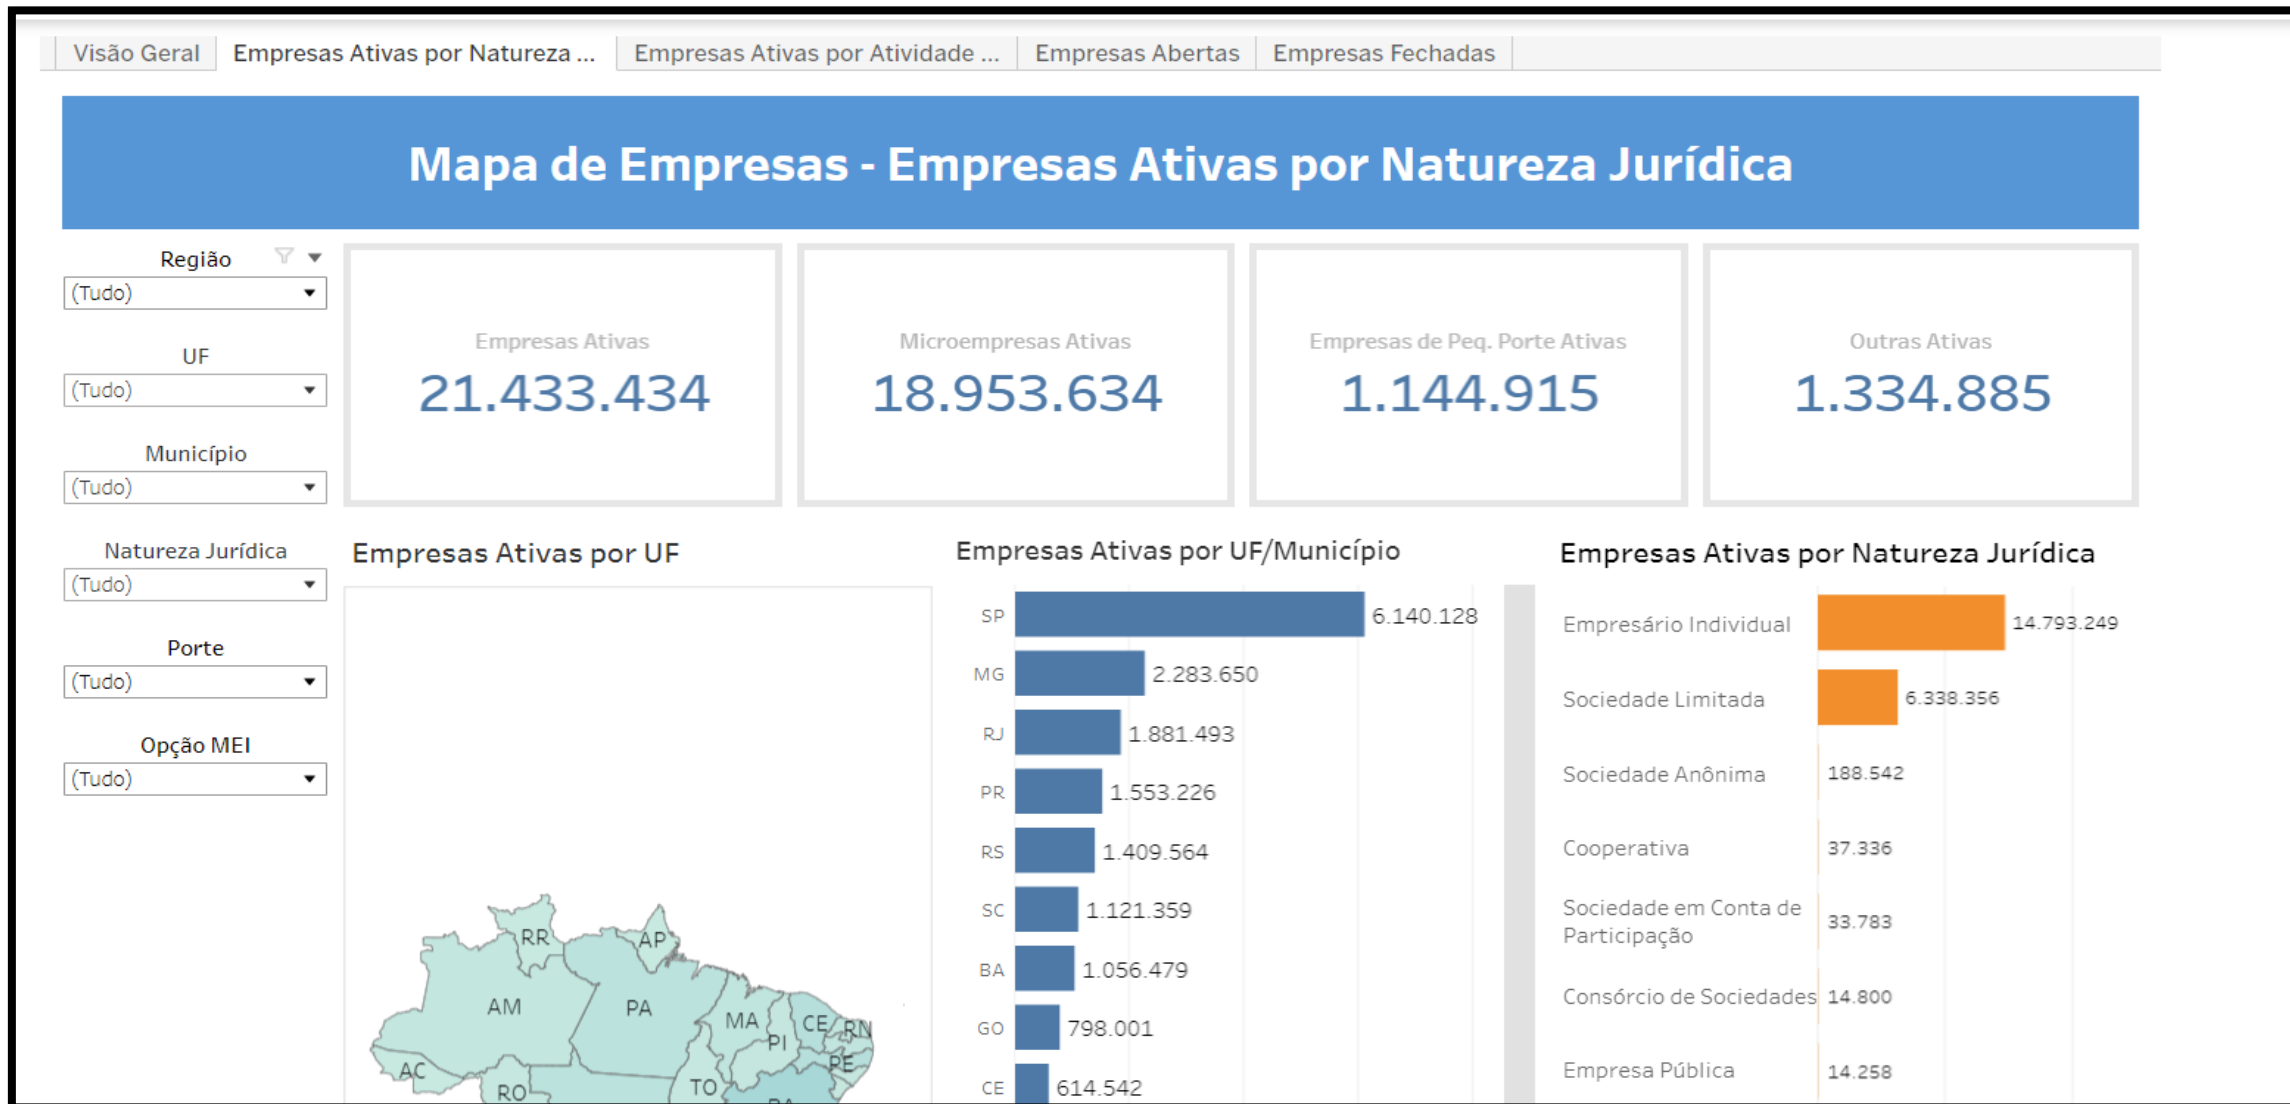 Visão Geral
Empresas Ativas por Natureza ...
Empresas Ativas por Atividade ...
Empresas Abertas
Empresas Fechadas
Mapa de Empresas - Empresas Ativas por Natureza Jurídica
Região
(Tudo)
UF
(Tudo)
Município
(Tudo)
Natureza Jurídica
(Tudo)
Porte
(Tudo)
Opção MEI
(Tudo)
Empresas Ativas
21.433.434
Microempresas Ativas
18.953.634
Empresas de Peq. Porte Ativas
1.144.915
Outras Ativas
1.334.885
Empresas Ativas por UF
RR
AP
AM
PA
MA
CE
RN
PI
PE
AC
RO
TO
BA
Empresas Ativas por UF/Município
SP 6.140.128
MG 2.283.650
RJ 1.881.493
PR 1.553.226
RS 1.409.564
SC 1.121.359
BA 1.056.479
GO 798.001
CE 614.542
Empresas Ativas por Natureza Jurídica
Empresário Individual 14.793.249
Sociedade Limitada 6.338.356
Sociedade Anônima 188.542
Cooperativa 37.336
Sociedade em Conta de
Participação 33.783
Consórcio de Sociedades 14.800
Empresa Pública 14.258